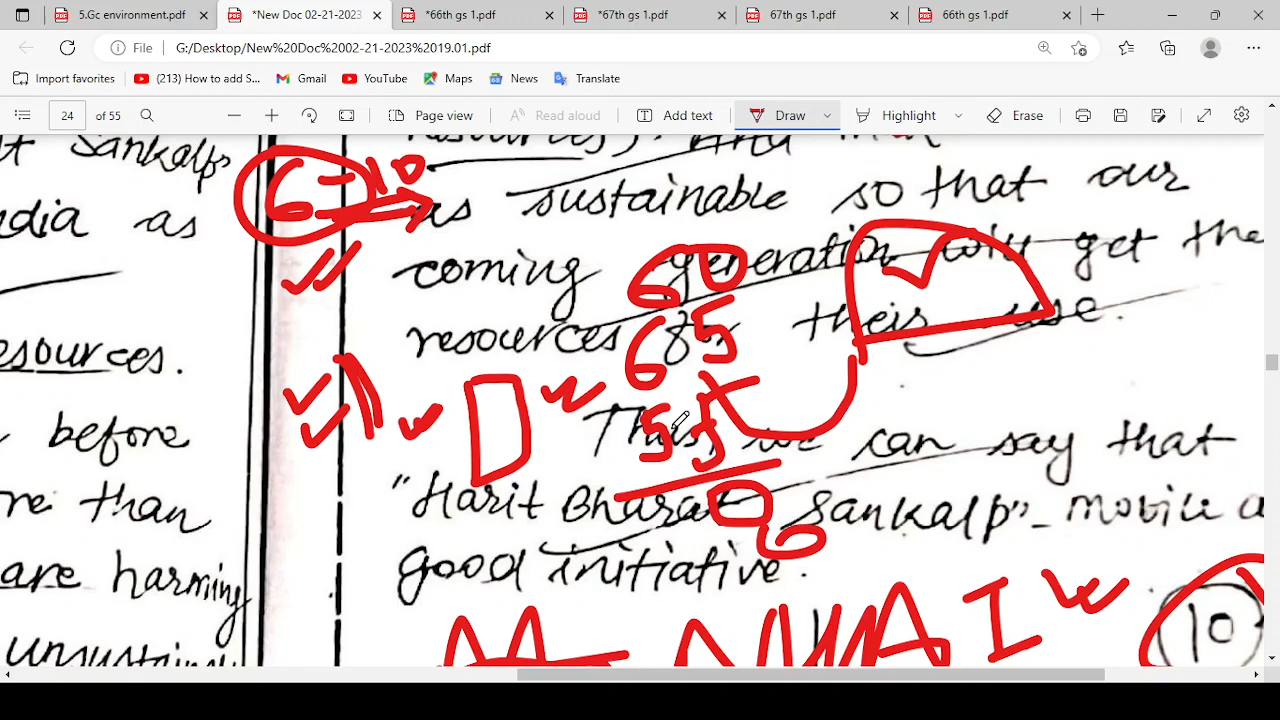 5.Gc environment.pdf
*New Doc 02-21-2023
*66th gs 1.pdf
*67th gs 1.pdf
67th gs 1.pdf
66th gs 1.pdf
File G:/Desktop/New%20Doc%2002-21-2023%2019.01.pdf
Import favorites
(213) How to add S...
Gmail
YouTube
Maps
News
Translate
24 of 55
Page view
Read aloud
Add text
Draw
Highlight
Erase
Sankalp
ndia as
esources.
before
re than
are harming
6-10
as sustainable so that our
coming generation will get the
resources for their use.
Thus, we can say that
"Harit Bharat Sankalp" - mobile a
good initiative.
60
65
55
0
6
10